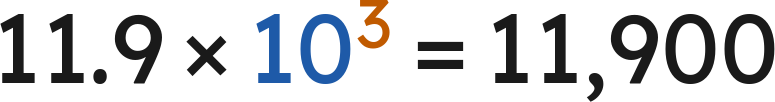 11.9 × 10³ = 11,900